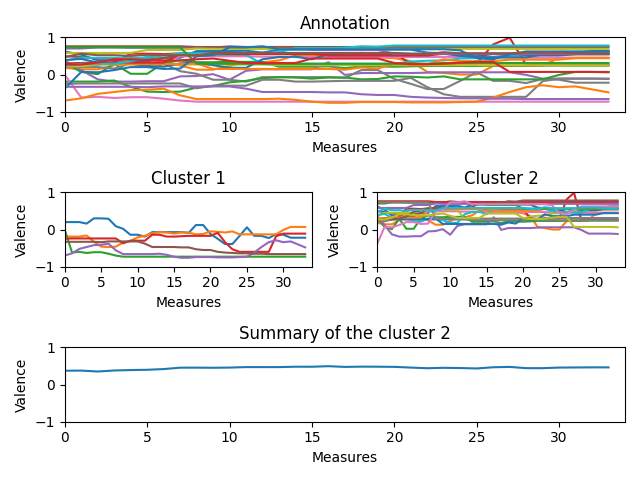 Annotation
Valence
1
0
−1
0 5 10 15 20 25 30
Measures
Cluster 1
Valence
1
0
−1
0 5 10 15 20 25 30
Measures
Cluster 2
Valence
1
0
−1
0 5 10 15 20 25 30
Measures
Summary of the cluster 2
Valence
1
0
−1
0 5 10 15 20 25 30
Measures